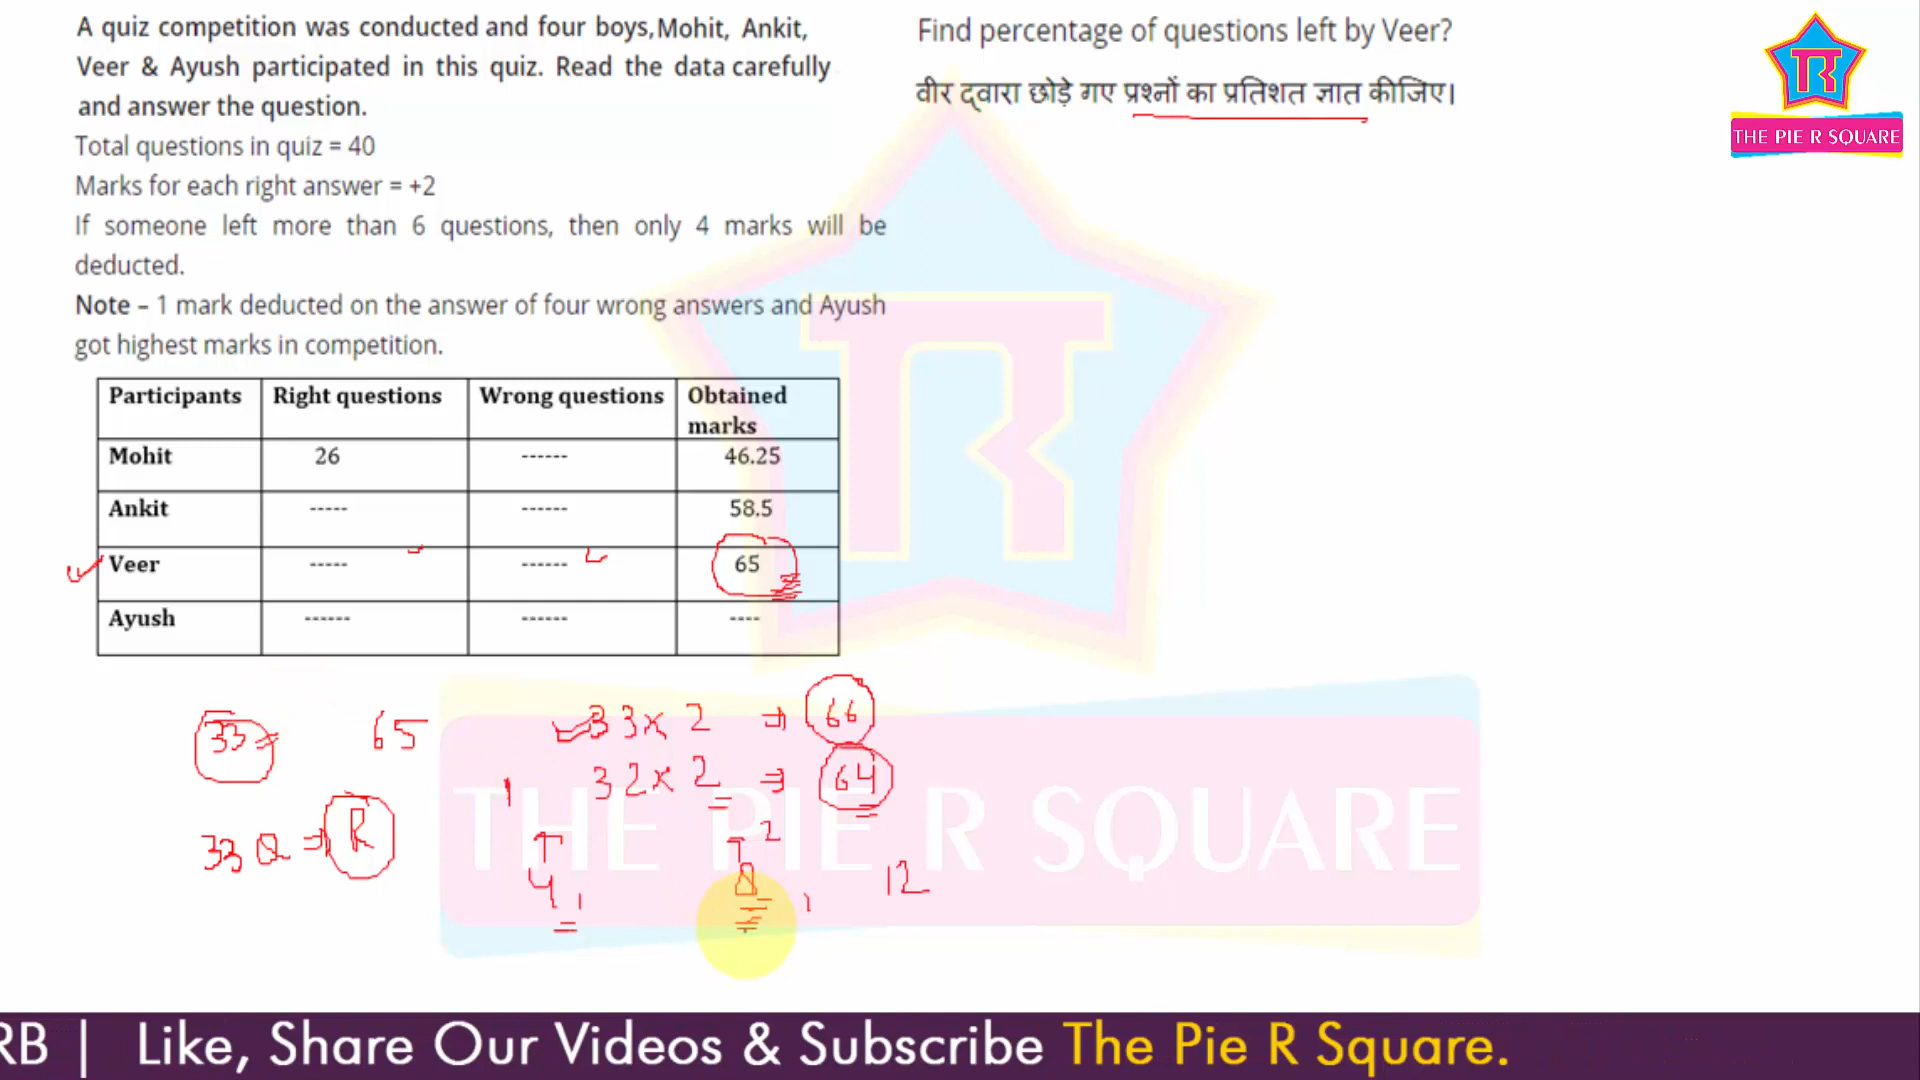 A quiz competition was conducted and four boys,Mohit, Ankit,
Veer & Ayush participated in this quiz. Read the data carefully
and answer the question.
Total questions in quiz = 40
Marks for each right answer = +2
If someone left more than 6 questions, then only 4 marks will be
deducted.
Note – 1 mark deducted on the answer of four wrong answers and Ayush
got highest marks in competition.
Participants Right questions Wrong questions Obtained
marks
Mohit 26 ------ 46.25
Ankit ----- ------ 58.5
Veer ----- ------ 65
Ayush ------ ------ ----
Find percentage of questions left by Veer?
वीर द्वारा छोड़े गए प्रश्नों का प्रतिशत ज्ञात कीजिए।
THE PIE R SQUARE
33 65 33 x 2 ⇒ 66
1 32 x 2 ⇒ 64
33 Q ⇒ R
2
4, 8, 12
THE PIE R SQUARE
RB | Like, Share Our Videos & Subscribe The Pie R Square.